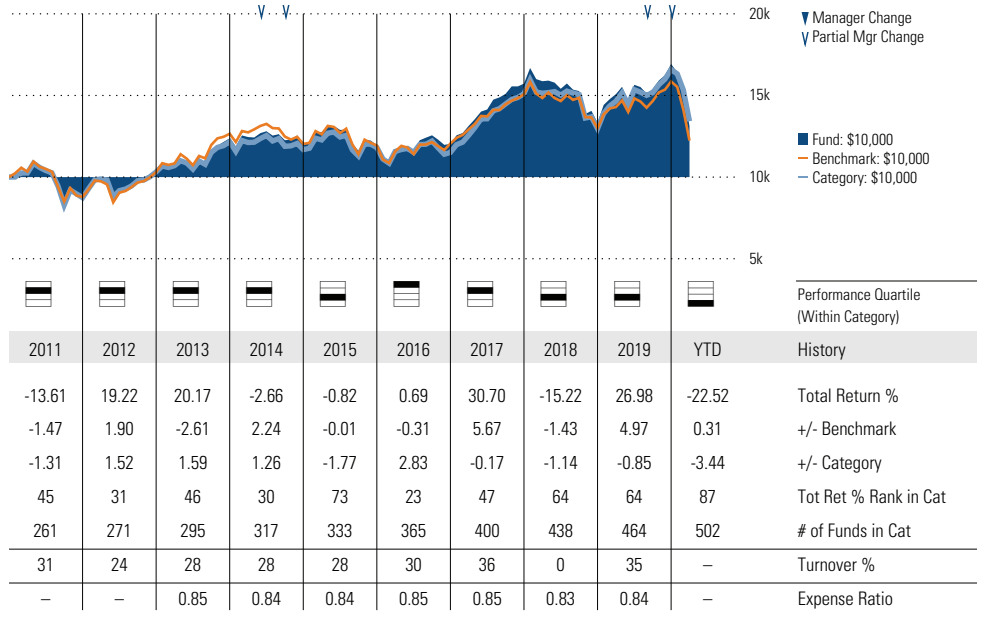 20k
▼ Manager Change
Partial Mgr Change
15k
Fund: $10,000
Benchmark: $10,000
Category: $10,000
10k
5k
Performance Quartile
(Within Category)
2011 2012 2013 2014 2015 2016 2017 2018 2019 YTD History
-13.61 19.22 20.17 -2.66 -0.82 0.69 30.70 -15.22 26.98 -22.52 Total Return %
-1.47 1.90 -2.61 2.24 -0.01 -0.31 5.67 -1.43 4.97 0.31 +/- Benchmark
-1.31 1.52 1.59 1.26 -1.77 2.83 -0.17 -1.14 -0.85 -3.44 +/- Category
45 31 46 30 73 23 47 64 64 87 Tot Ret % Rank in Cat
261 271 295 317 333 365 400 438 464 502 # of Funds in Cat
31 24 28 28 28 30 36 0 35 – Turnover %
– – 0.85 0.84 0.84 0.85 0.85 0.83 0.84 – Expense Ratio